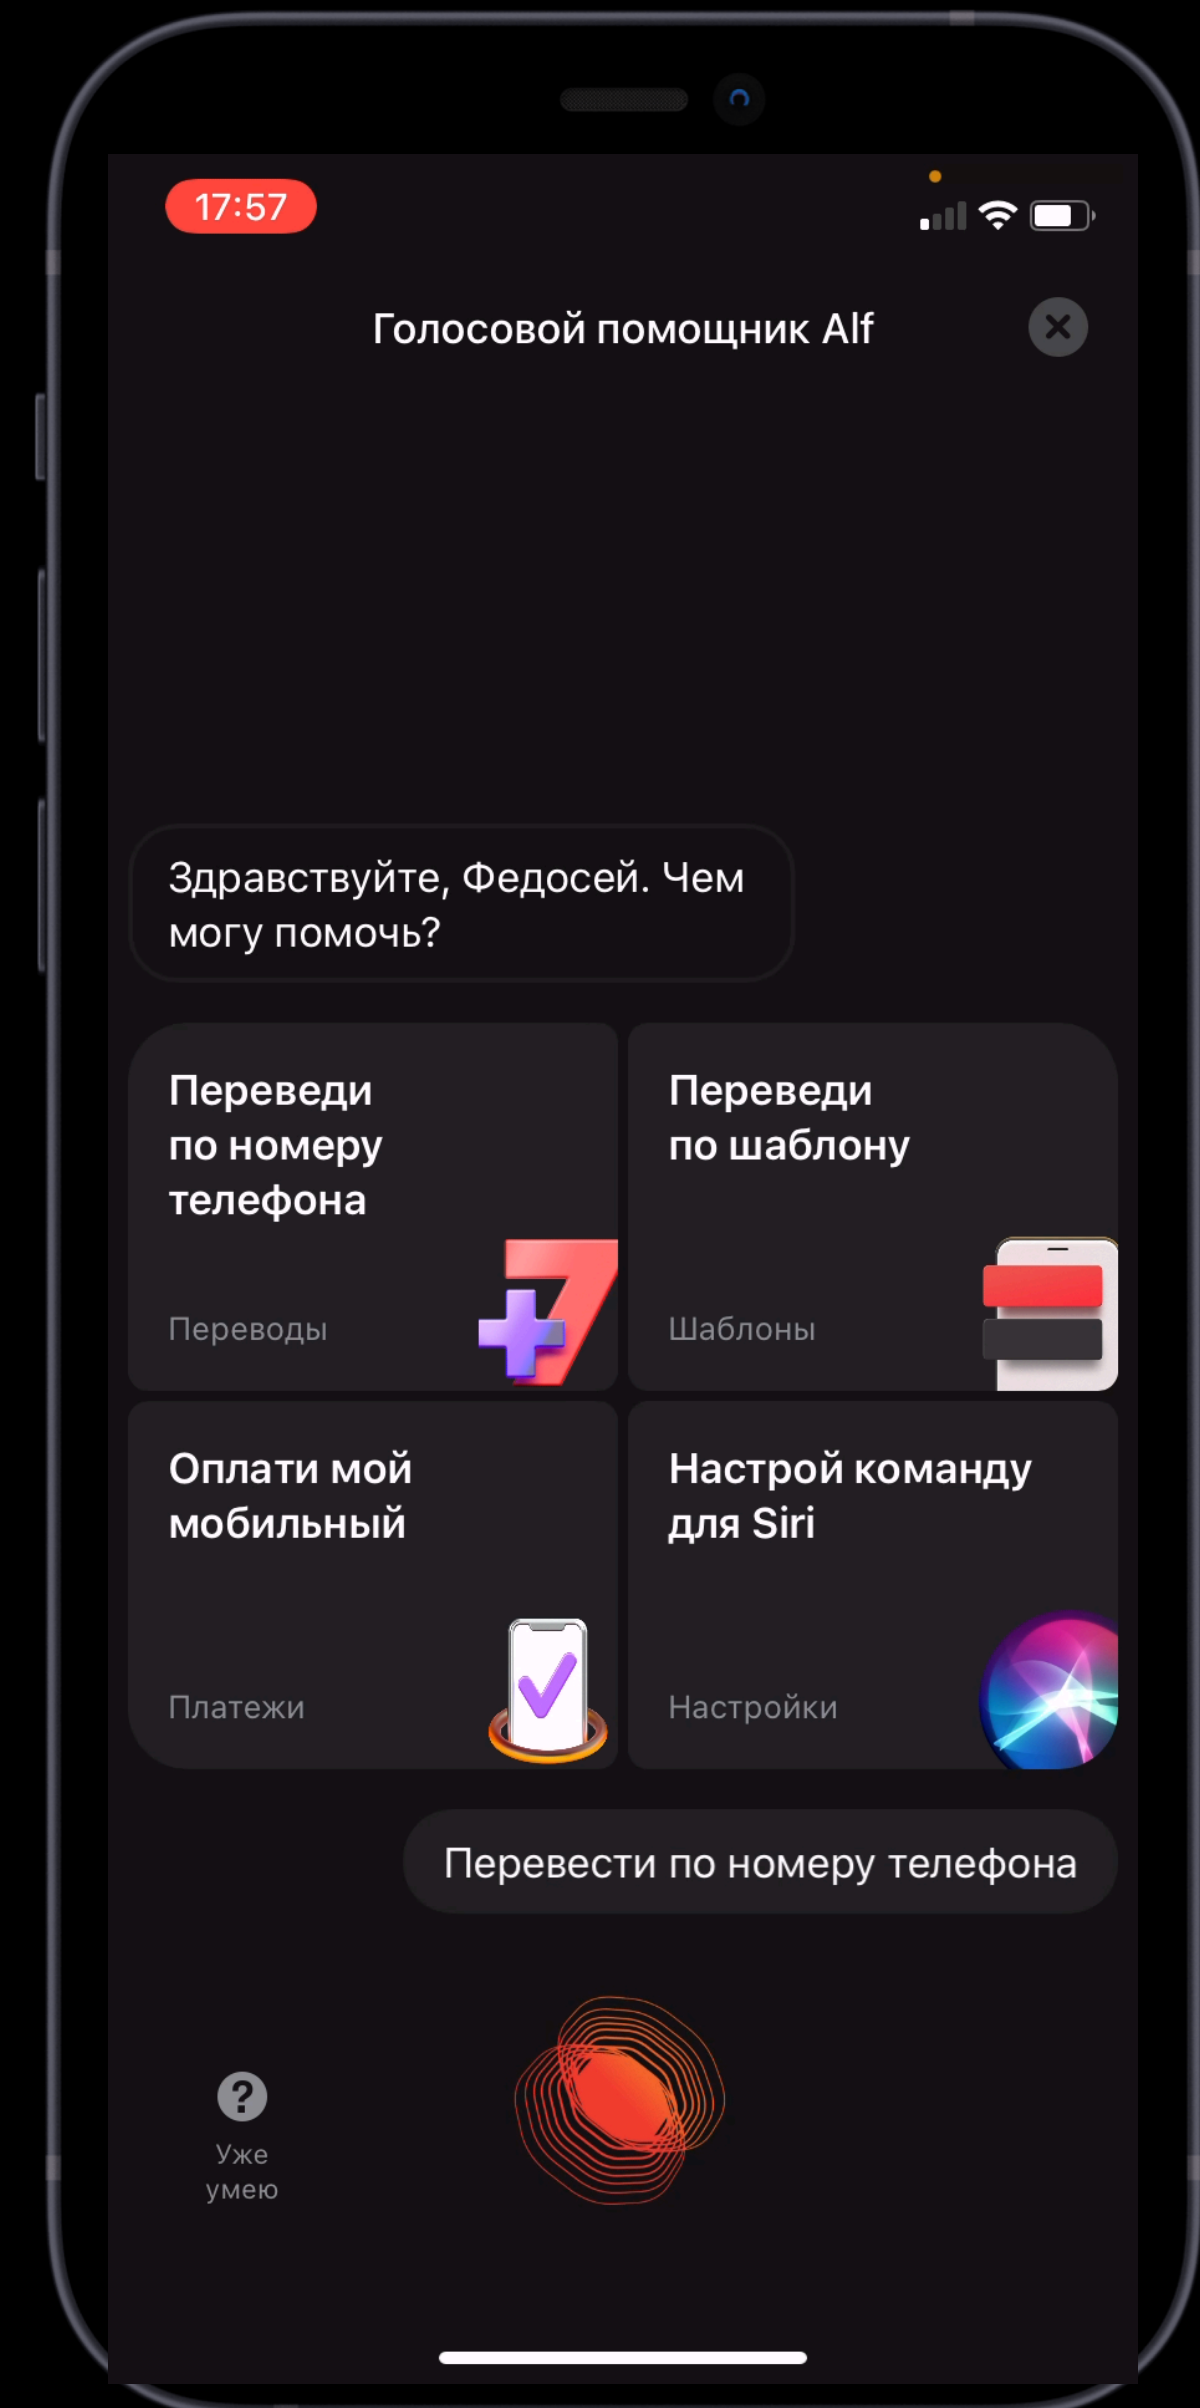 17:57
Голосовой помощник Alf
Здравствуйте, Федосей. Чем
могу помочь?
Переведи
по номеру
телефона
Переводы
+7
Переведи
по шаблону
Шаблоны
Оплати мой
мобильный
Платежи
Настрой команду
для Siri
Настройки
Перевести по номеру телефона
?
Уже
умею